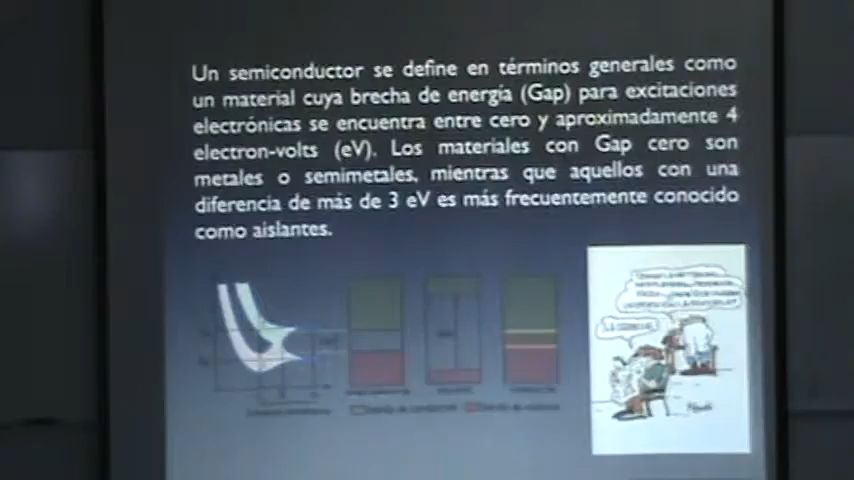 Un semiconductor se define en términos generales como
un material cuya brecha de energía (Gap) para excitaciones
electrónicas se encuentra entre cero y aproximadamente 4
electron-volts (eV). Los materiales con Gap cero son
metales o semimetales, mientras que aquellos con una
diferencia de más de 3 eV es más frecuentemente conocido
como aislantes.